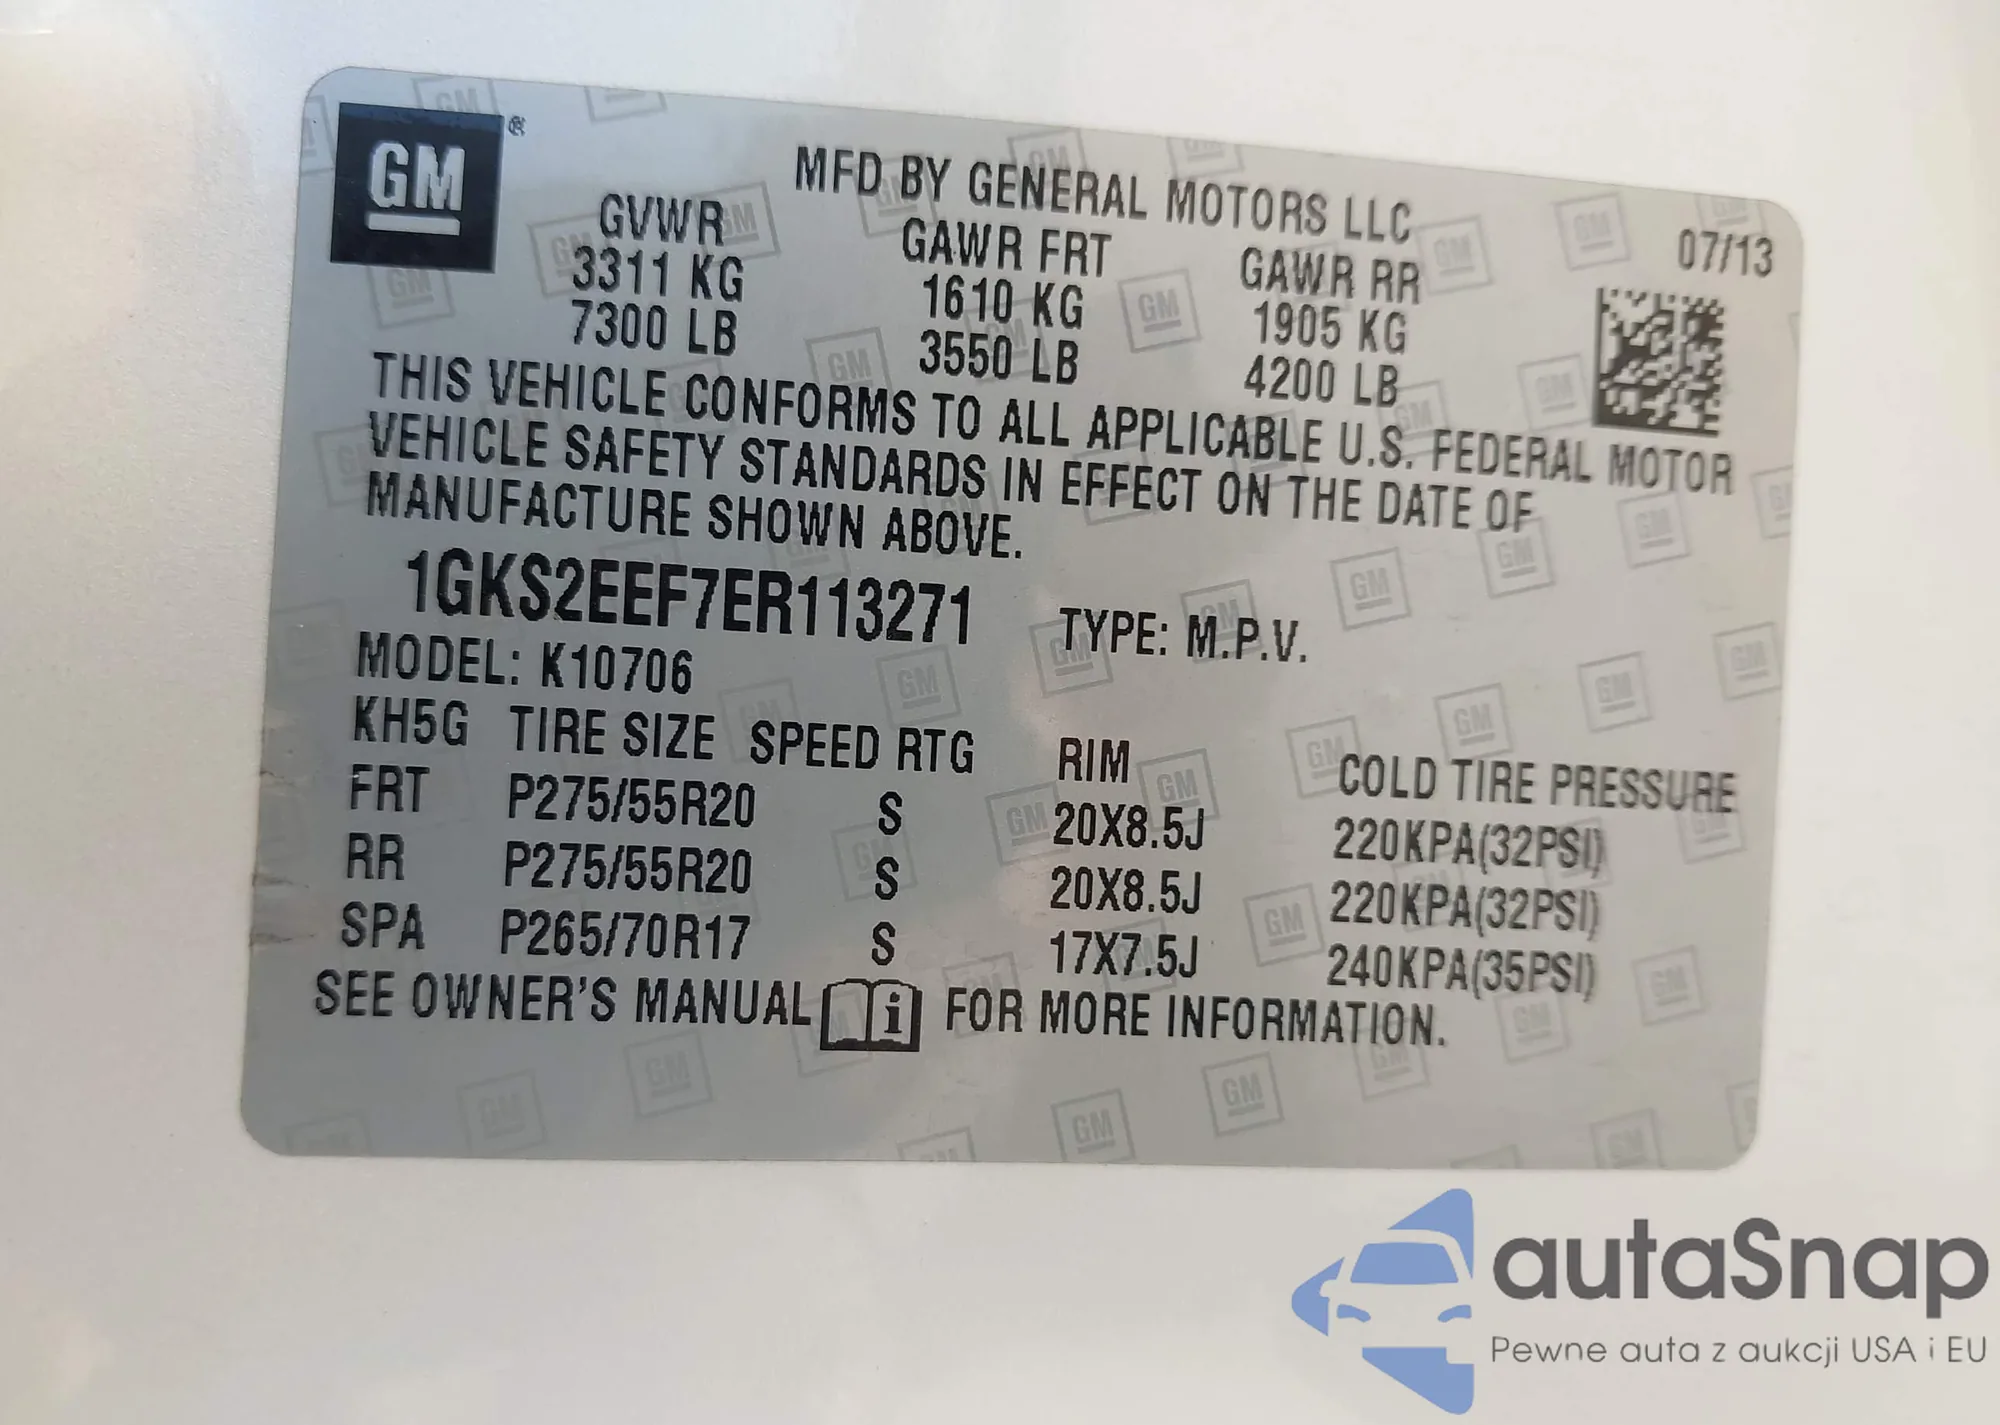 GM ®
MFD BY GENERAL MOTORS LLC
07/13
GVWR GAWR FRT GAWR RR
3311 KG 1610 KG 1905 KG
7300 LB 3550 LB 4200 LB
THIS VEHICLE CONFORMS TO ALL APPLICABLE U.S. FEDERAL MOTOR
VEHICLE SAFETY STANDARDS IN EFFECT ON THE DATE OF
MANUFACTURE SHOWN ABOVE.
1GKS2EEF7ER113271 TYPE: M.P.V.
MODEL: K10706
KH5G TIRE SIZE SPEED RTG RIM COLD TIRE PRESSURE
FRT P275/55R20 S 20X8.5J 220KPA(32PSI)
RR P275/55R20 S 20X8.5J 220KPA(32PSI)
SPA P265/70R17 S 17X7.5J 240KPA(35PSI)
SEE OWNER'S MANUAL i FOR MORE INFORMATION.
autaSnap
Pewne auta z aukcji USA i EU